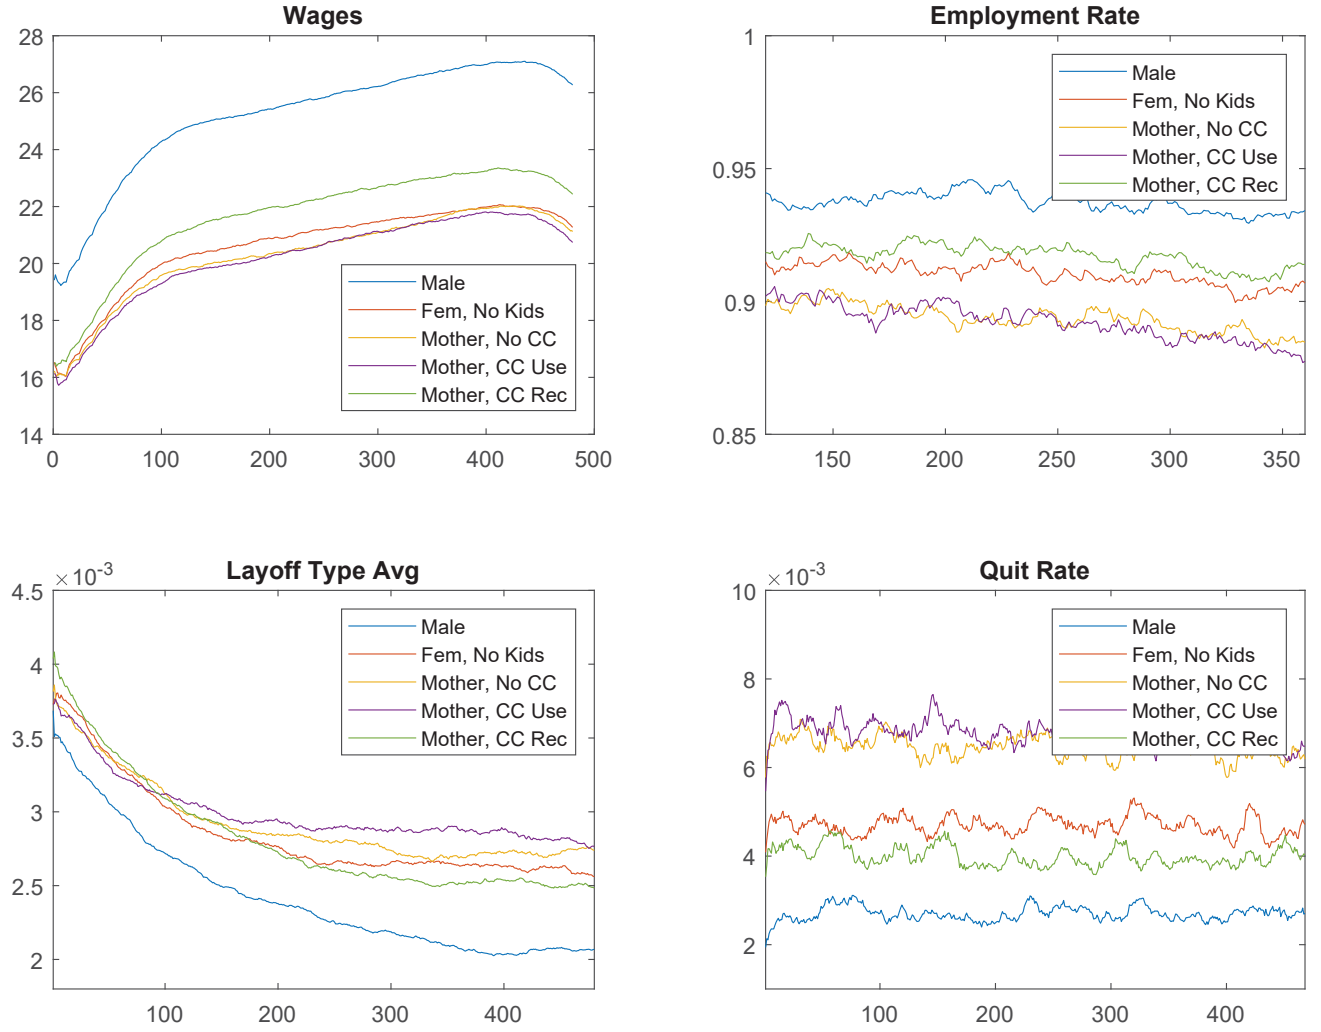 Wages
28
26
24
22
20
18
16
14
0
100
200
300
400
500
Male
Fem, No Kids
Mother, No CC
Mother, CC Use
Mother, CC Rec
Employment Rate
1
0.95
0.9
0.85
150
200
250
300
350
Male
Fem, No Kids
Mother, No CC
Mother, CC Use
Mother, CC Rec
Layoff Type Avg
×10-3
4.5
4
3.5
3
2.5
2
100
200
300
400
Male
Fem, No Kids
Mother, No CC
Mother, CC Use
Mother, CC Rec
Quit Rate
×10-3
10
8
6
4
2
100
200
300
400
Male
Fem, No Kids
Mother, No CC
Mother, CC Use
Mother, CC Rec